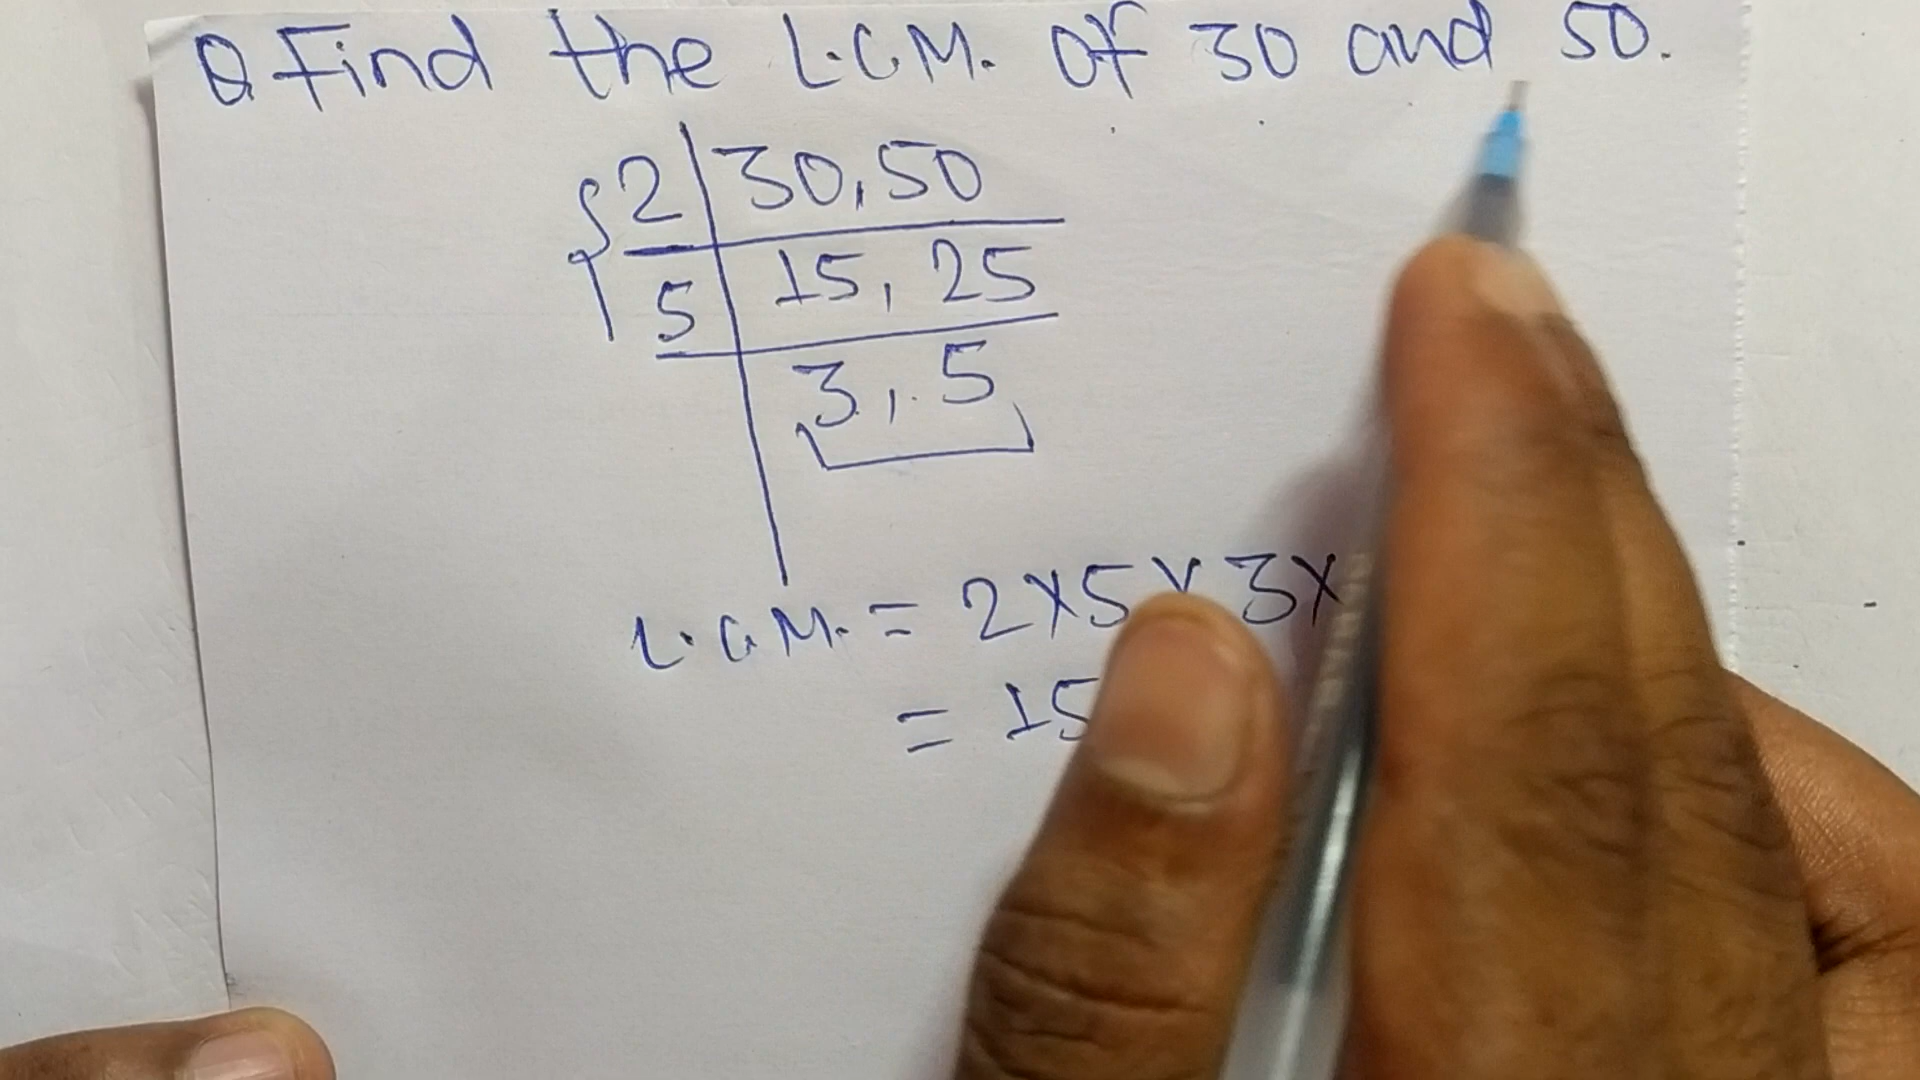 Q Find the L.C.M. of 30 and 50.
2 | 30, 50
5 | 15, 25
3, 5
L.C.M. = 2×5×3×
= 15